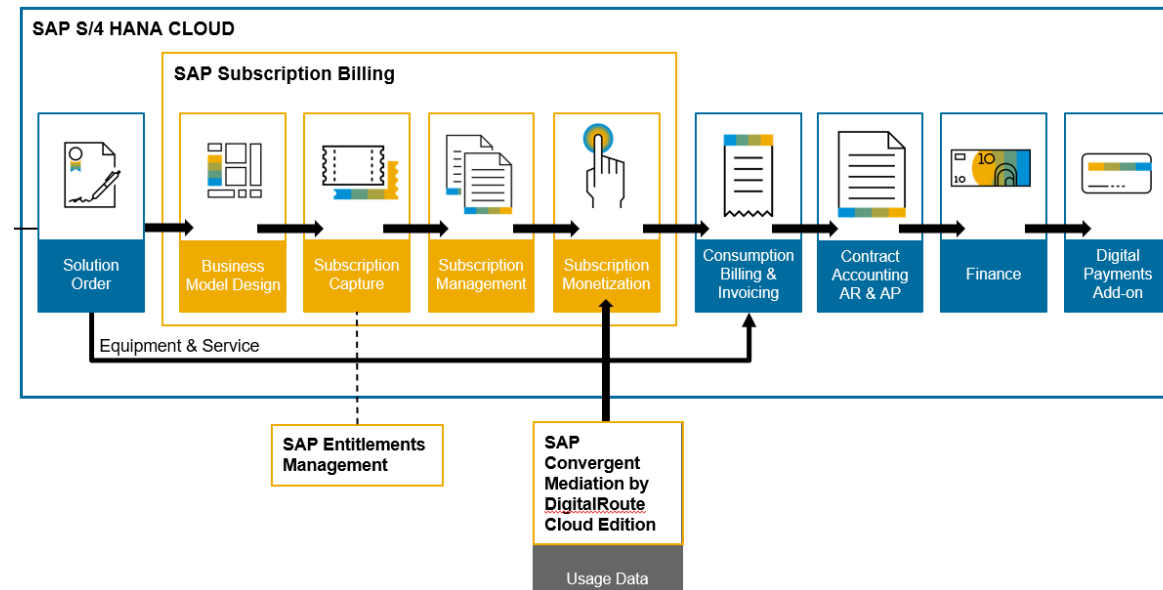 SAP S/4 HANA CLOUD
SAP Subscription Billing
10
10
Solution
Order
Business
Model Design
Subscription
Capture
Subscription
Management
Subscription
Monetization
Consumption
Billing &
Invoicing
Contract
Accounting
AR & AP
Finance
Digital
Payments
Add-on
Equipment & Service
SAP Entitlements
Management
SAP
Convergent
Mediation by
DigitalRoute
Cloud Edition
Usage Data